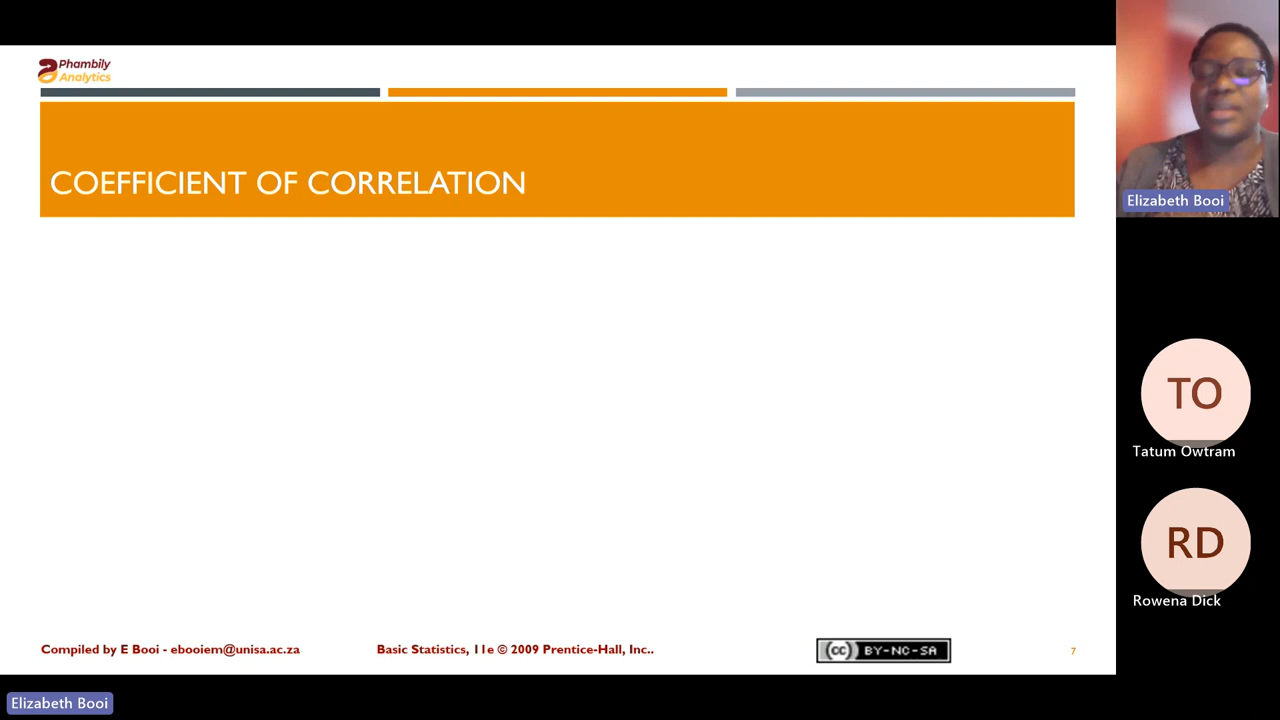 Phambily
Analytics
COEFFICIENT OF CORRELATION
Elizabeth Booi
TO
Tatum Owtram
RD
Rowena Dick
Compiled by E Booi - ebooiem@unisa.ac.za
Basic Statistics, 11e © 2009 Prentice-Hall, Inc..
cc BY-NC-SA
7
Elizabeth Booi